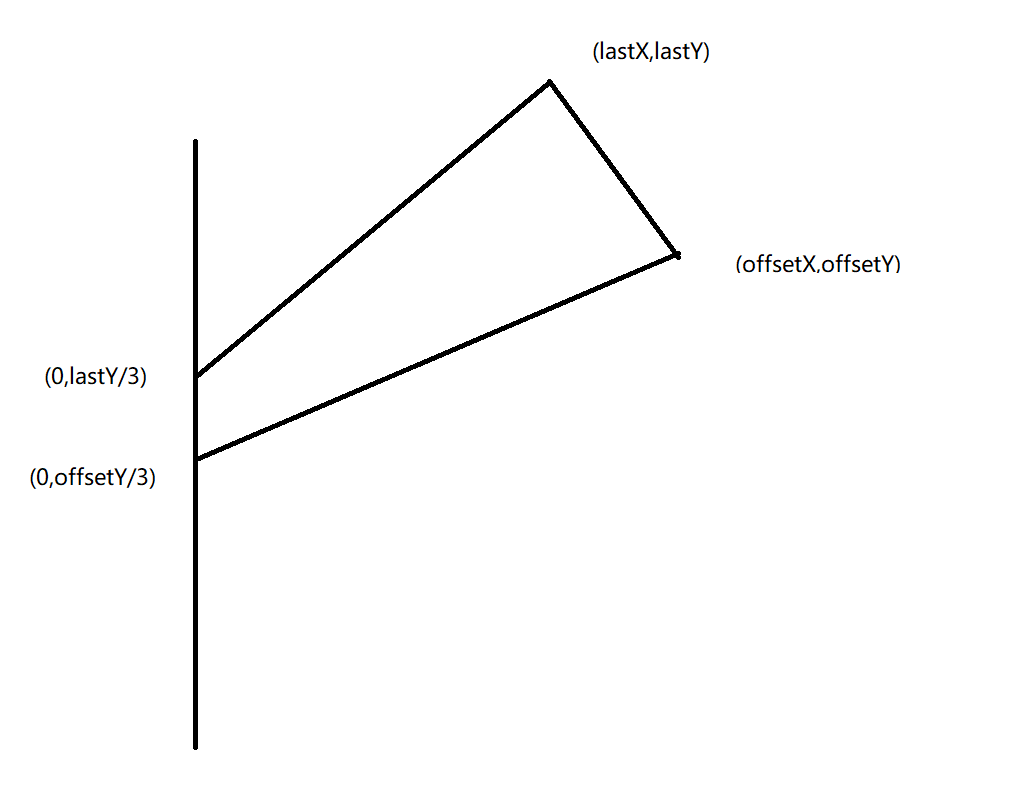 (lastX,lastY)
(offsetX,offsetY)
(0,lastY/3)
(0,offsetY/3)